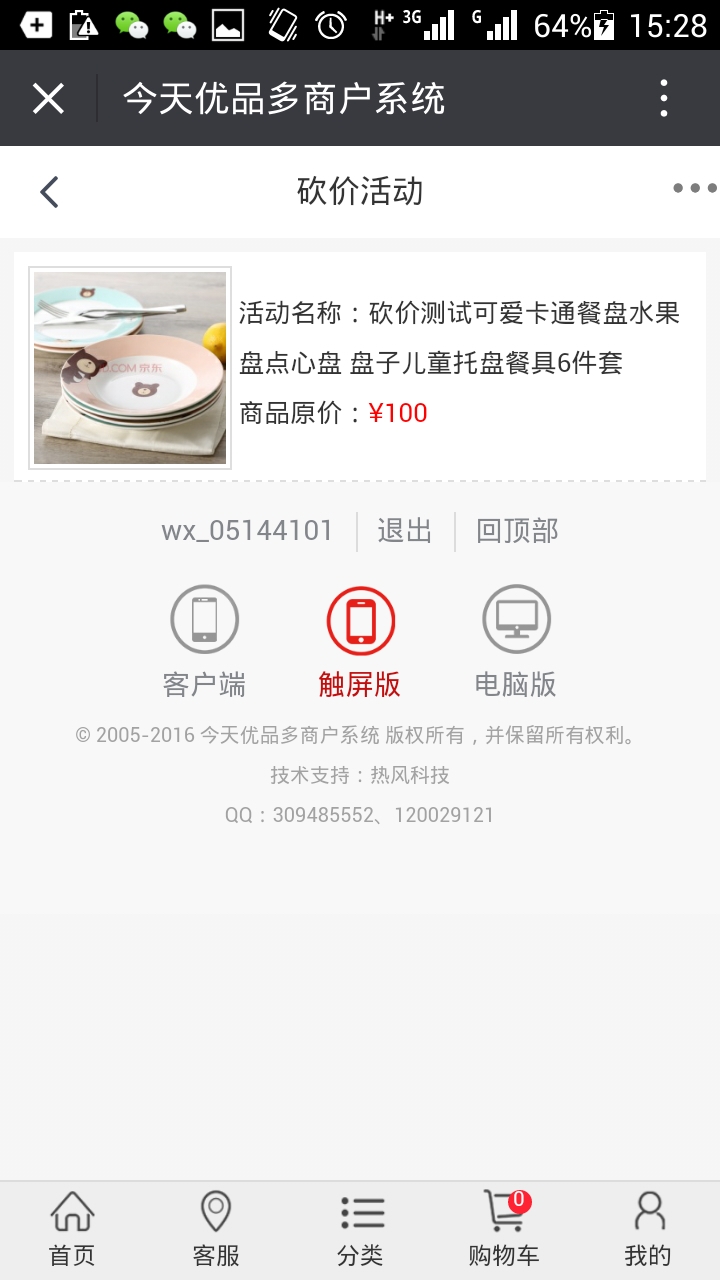 H+ 3G G 64% 15:28
今天优品多商户系统
砍价活动
活动名称：砍价测试可爱卡通餐盘水果
盘点心盘 盘子儿童托盘餐具6件套
商品原价：¥100
.COM 京东
wx_05144101 退出 回顶部
客户端 触屏版 电脑版
© 2005-2016 今天优品多商户系统 版权所有，并保留所有权利。
技术支持：热风科技
QQ：309485552、120029121
0
首页 客服 分类 购物车 我的